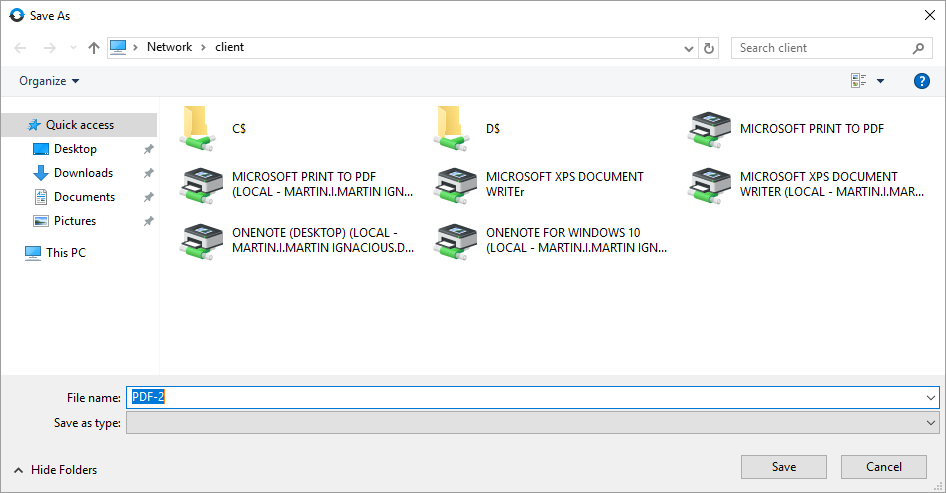 Save As
Network
client
Search client
Organize
?
Quick access
Desktop
Downloads
Documents
Pictures
This PC
C$
D$
MICROSOFT PRINT TO PDF
MICROSOFT PRINT TO PDF
(LOCAL - MARTIN.I.MARTIN IGN...
MICROSOFT XPS DOCUMENT
WRITEr
MICROSOFT XPS DOCUMENT
WRITER (LOCAL - MARTIN.I.MAR...
ONENOTE (DESKTOP) (LOCAL -
MARTIN.I.MARTIN IGNACIOUS.D...
ONENOTE FOR WINDOWS 10
(LOCAL - MARTIN.I.MARTIN IGN...
File name: PDF-2
Save as type:
Hide Folders
Save
Cancel